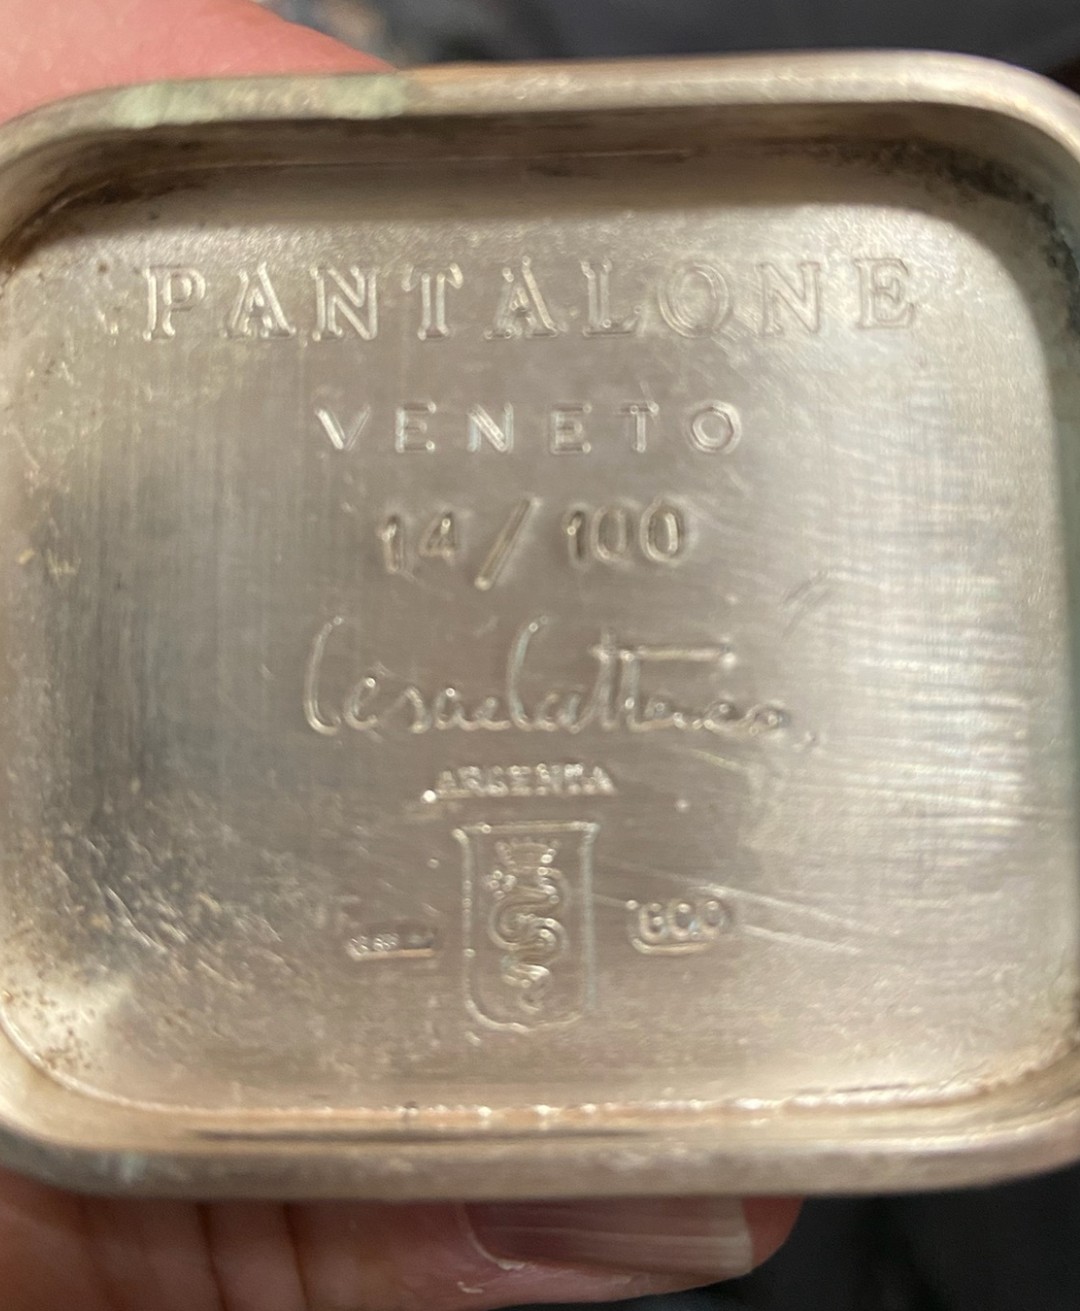 PANTALONE
VENETO
14/100
ARGENTA
800